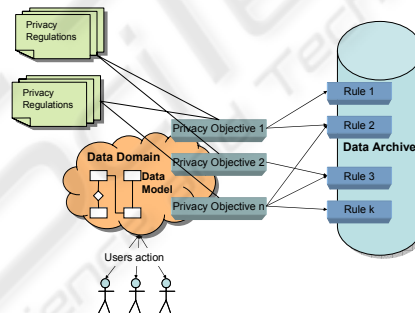 Privacy
Regulations
Privacy
Regulations
Privacy Objective 1
Privacy Objective 2
Privacy Objective n
Data Domain
Data
Model
Users action
Rule 1
Rule 2
Data Archive
Rule 3
Rule k